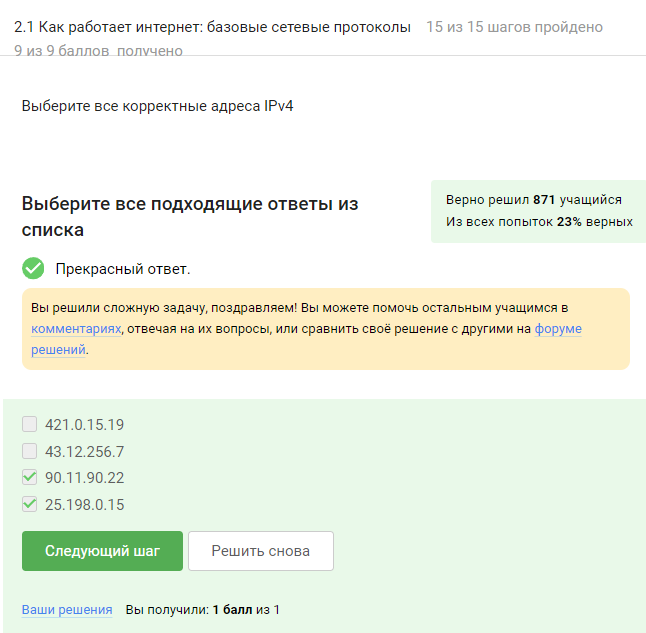 2.1 Как работает интернет: базовые сетевые протоколы 15 из 15 шагов пройдено
9 из 9 баллов получено
Выберите все корректные адреса IPv4
Выберите все подходящие ответы из
списка
Верно решил 871 учащийся
Из всех попыток 23% верных
Прекрасный ответ.
Вы решили сложную задачу, поздравляем! Вы можете помочь остальным учащимся в
комментариях, отвечая на их вопросы, или сравнить своё решение с другими на форуме
решений.
421.0.15.19
43.12.256.7
90.11.90.22
25.198.0.15
Следующий шаг Решить снова
Ваши решения Вы получили: 1 балл из 1